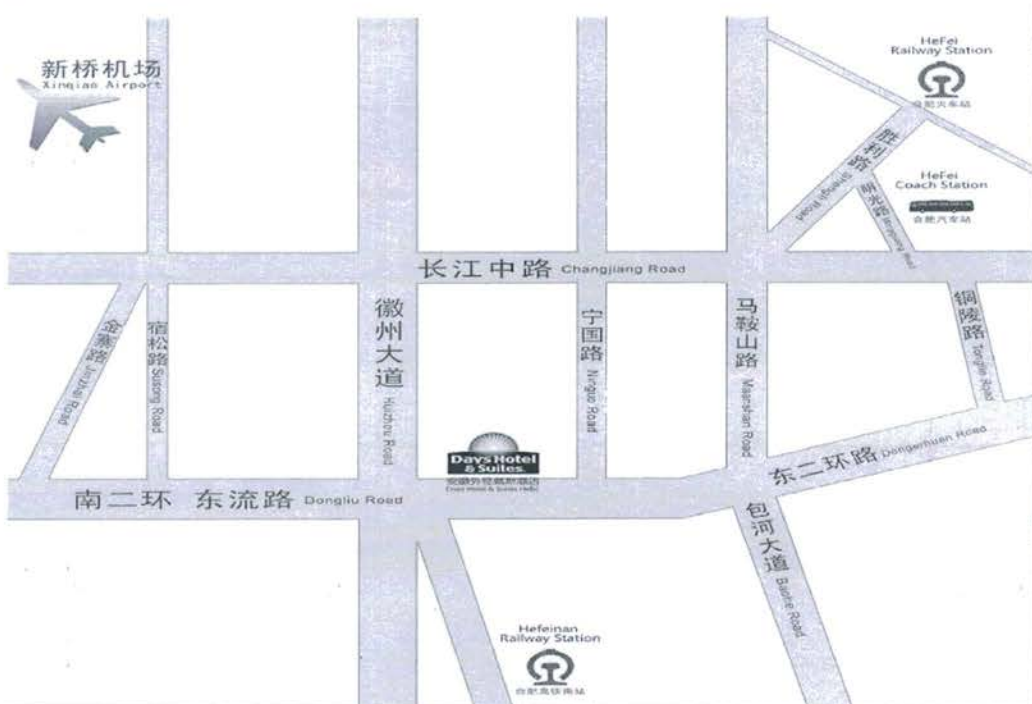 新桥机场
Xinqiao Airport
HeFei
Railway Station
合肥火车站
胜利路 Shengli Road
明光路
HeFei
Coach Station
合肥汽车站
长江中路 Changjiang Road
金寨路 Jinzhai Road
宿松路 Susong Road
徽州大道 Huizhou Road
宁国路 Ninguo Road
马鞍山路 Maanshan Road
铜陵路 Tonglin Road
Days Hotel
& Suites
南二环 东流路 Dongliu Road
东二环路 Dongerhuan Road
包河大道 Baohe Road
Hefeinan
Railway Station
合肥高铁南站